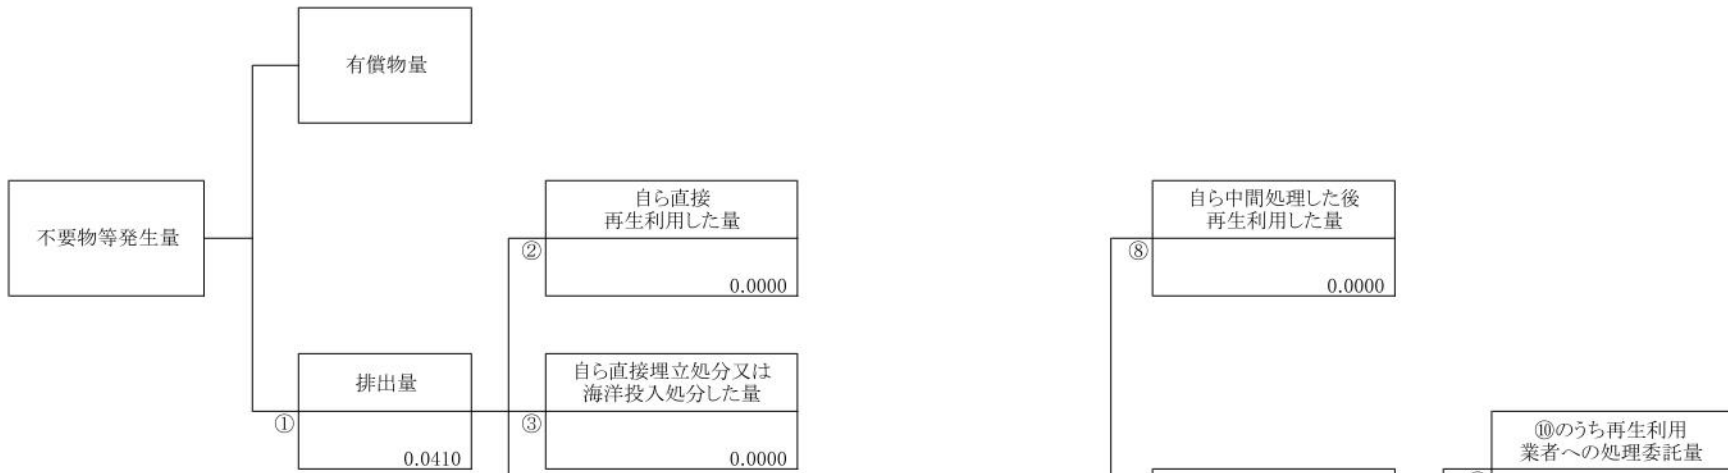 有償物量
不要物等発生量
自ら直接
再生利用した量
②
0.0000
自ら中間処理した後
再生利用した量
⑧
0.0000
排出量
①
0.0410
自ら直接埋立処分又は
海洋投入処分した量
③
0.0000
⑩のうち再生利用
業者への処理委託量